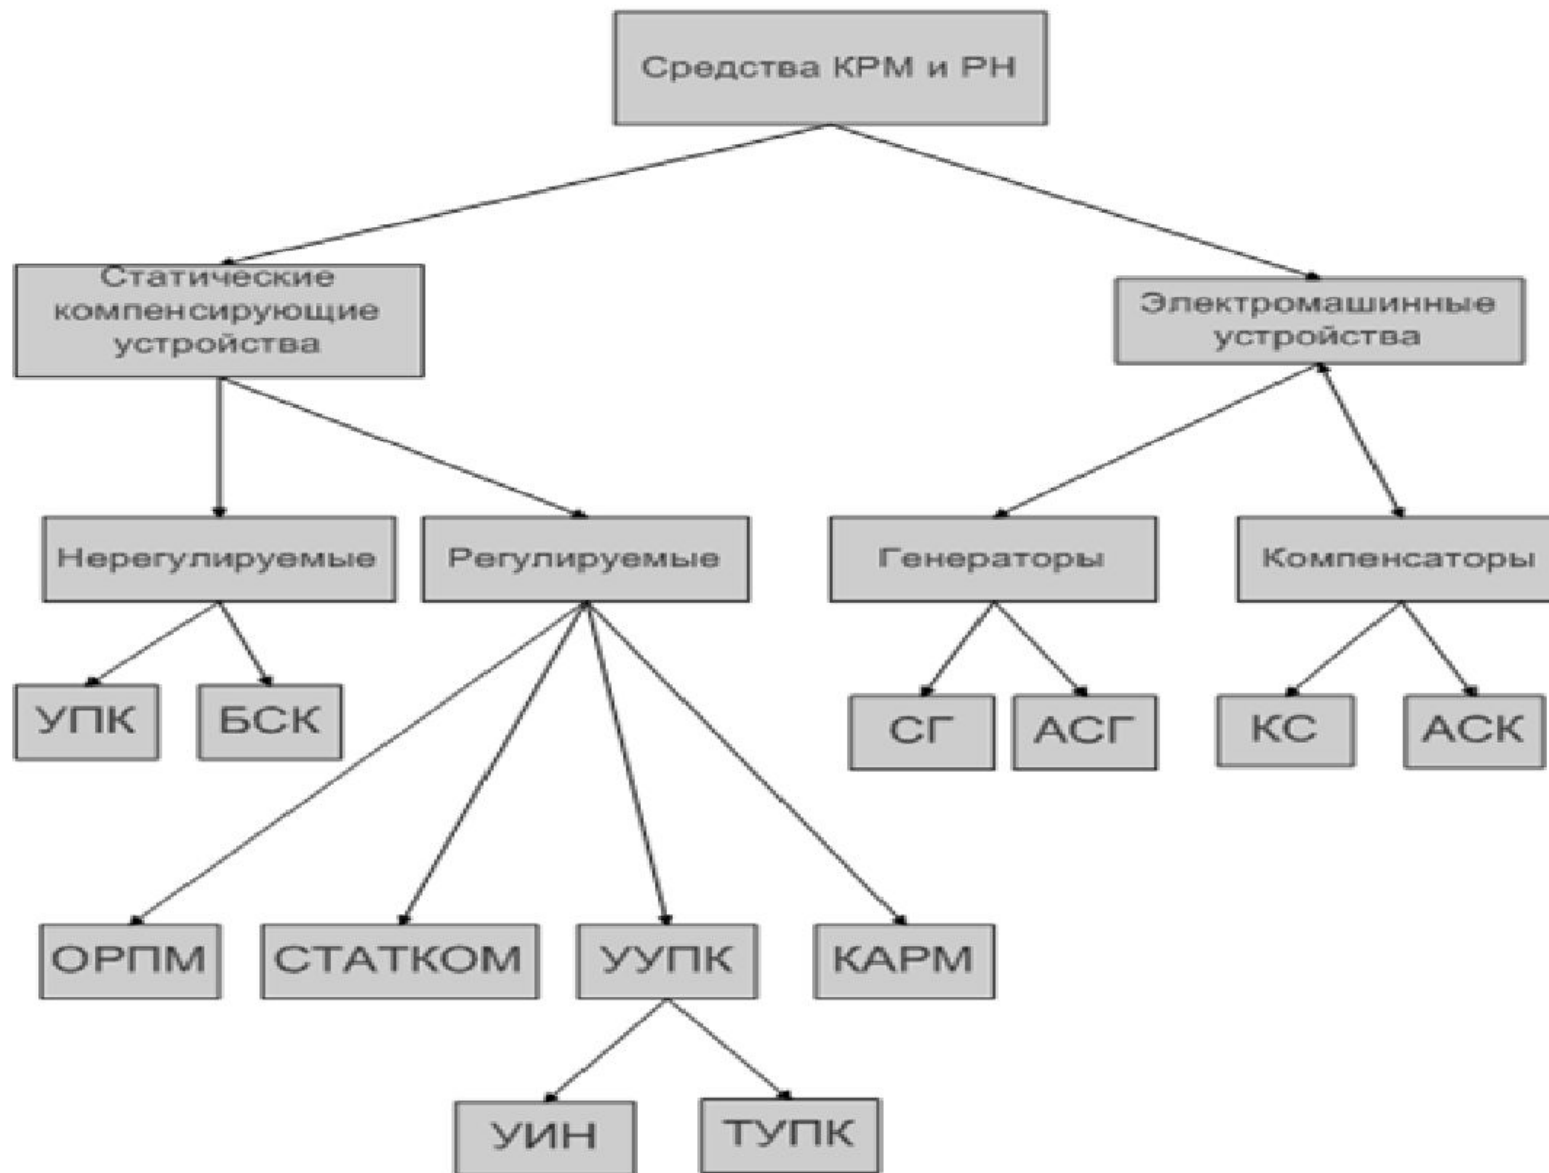 Средства КРМ и РН
Статические
компенсирующие
устройства
Электромашинные
устройства
Нерегулируемые
Регулируемые
Генераторы
Компенсаторы
УПК
БСК
СГ
АСГ
КС
АСК
ОРПМ
СТАТКОМ
УУПК
КАРМ
УИН
ТУПК